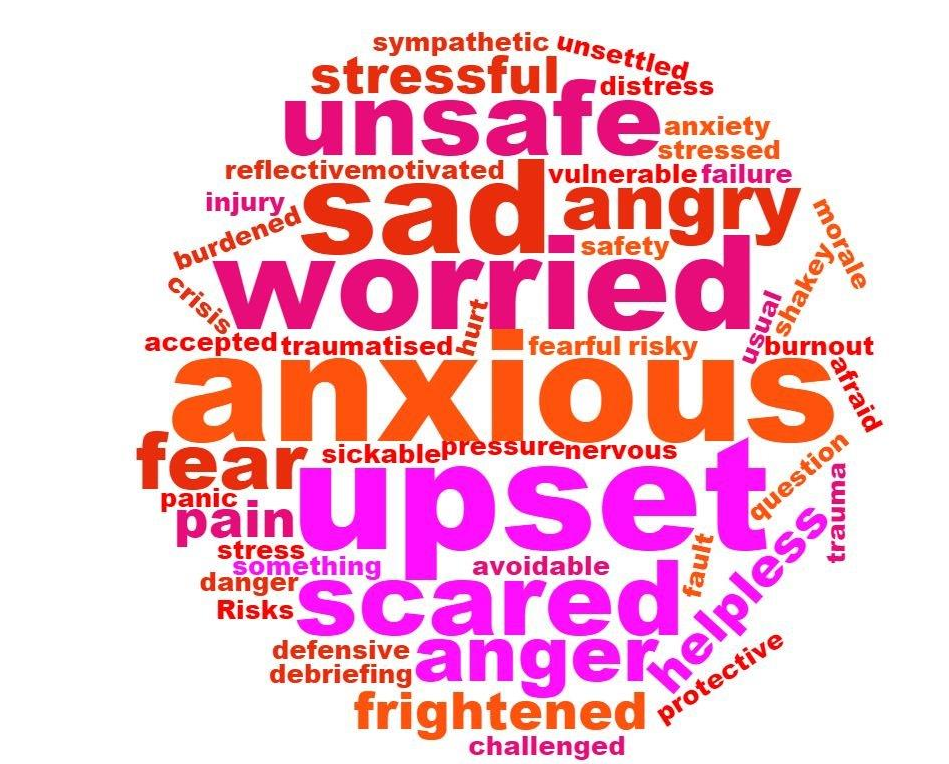 sympathetic
unsettled
stressful
distress
unsafe
anxiety
stressed
reflectivemotivated
vulnerable
failure
sad
angry
injury
burdened
safety
morale
worried
shakey
crisis
hurt
usual
accepted
traumatised
fearful
risky
burnout
anxious
afraid
fear
sickable
pressure
nervous
question
upset
trauma
panic
pain
helpless
stress
something
avoidable
fault
danger
scared
Risks
defensive
anger
debriefing
protective
frightened
challenged